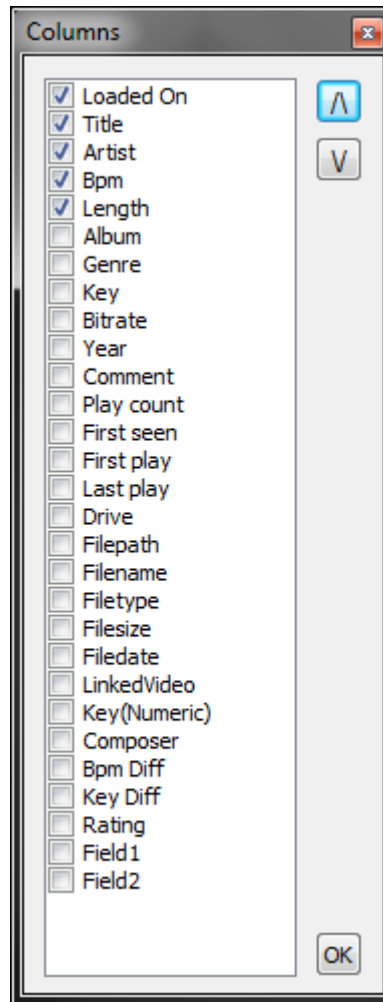 Columns
Loaded On
Title
Artist
Bpm
Length
Album
Genre
Key
Bitrate
Year
Comment
Play count
First seen
First play
Last play
Drive
Filepath
Filename
Filetype
Filesize
Filedate
LinkedVideo
Key(Numeric)
Composer
Bpm Diff
Key Diff
Rating
Field1
Field2
/\
\/
OK